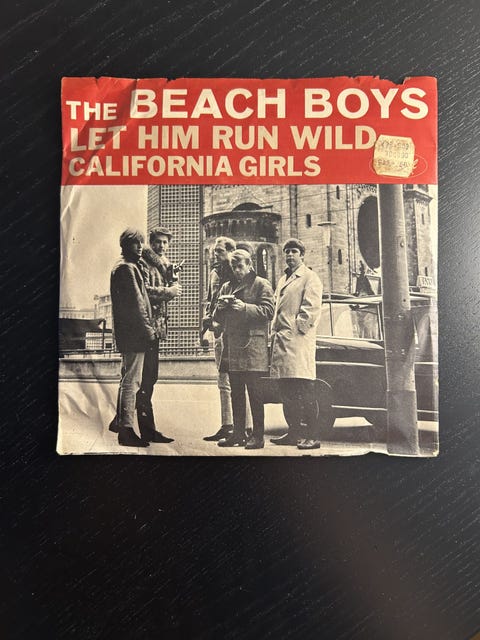 THE BEACH BOYS
LET HIM RUN WILD
CALIFORNIA GIRLS